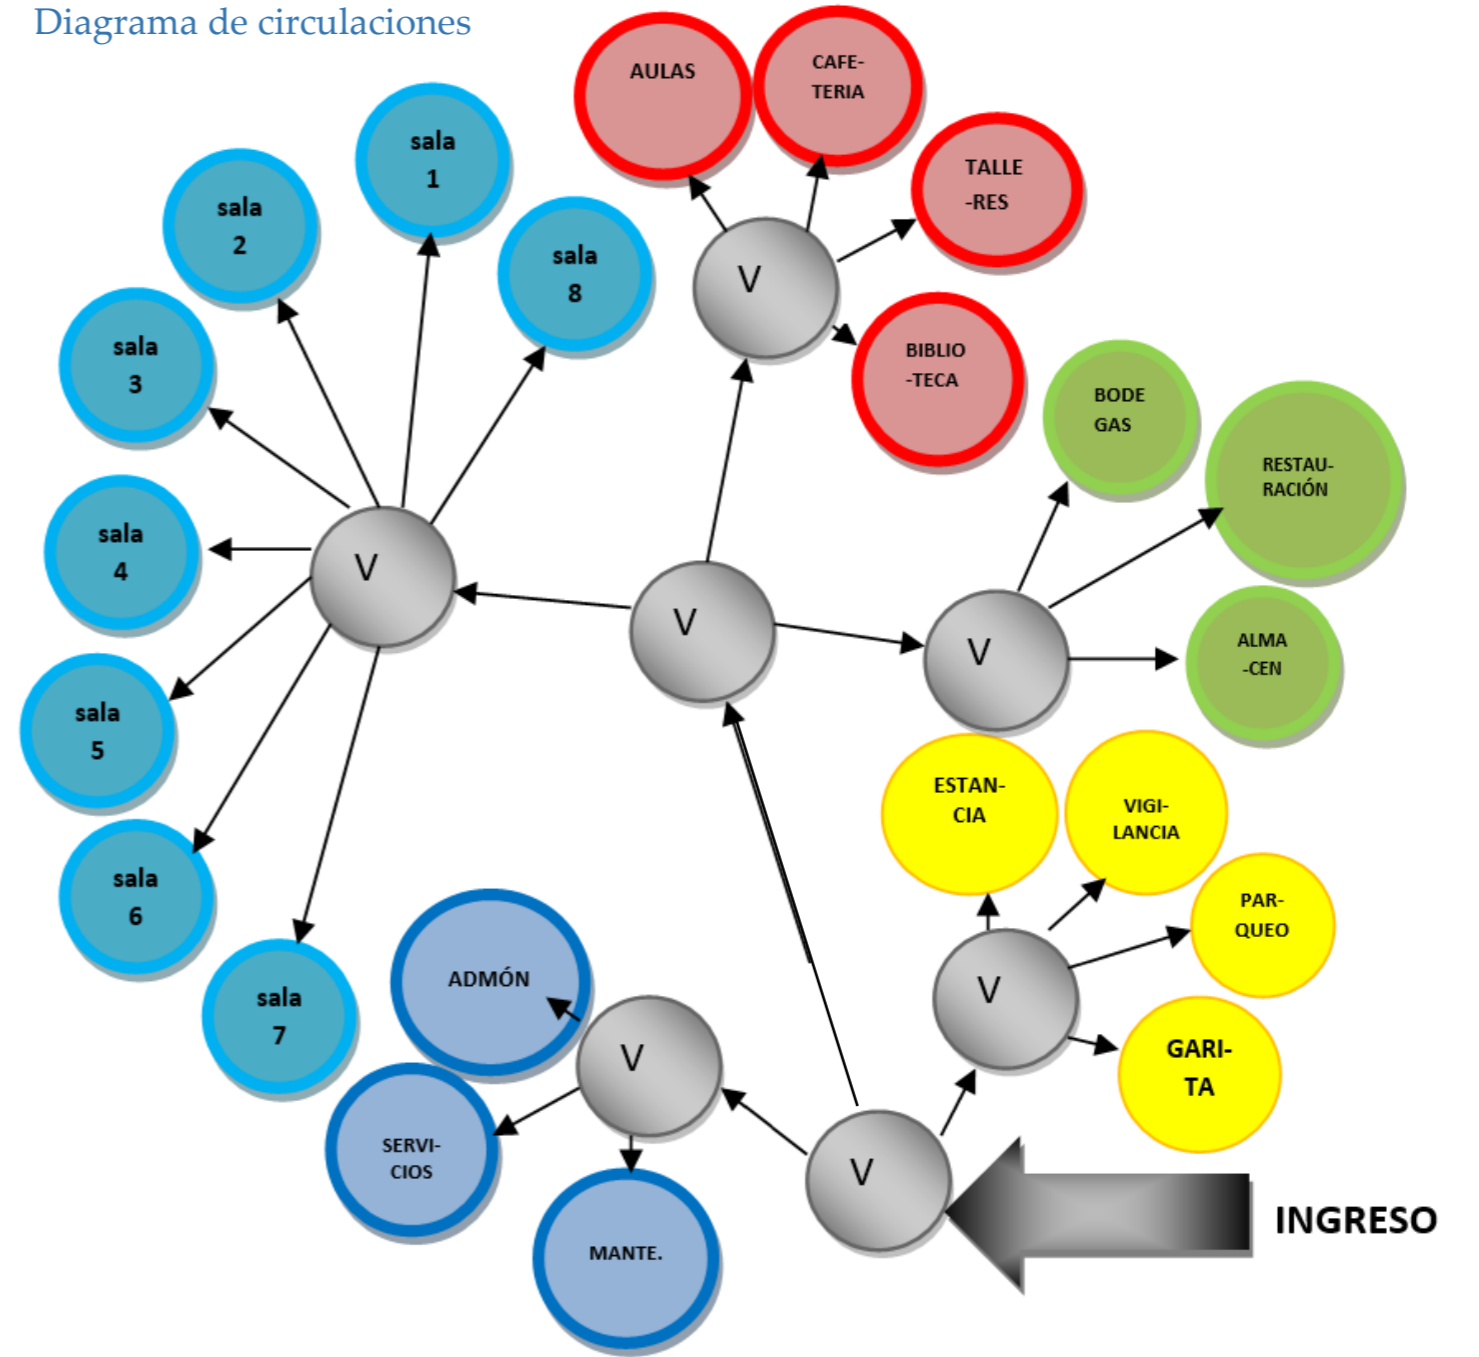 Diagrama de circulaciones
AULAS
CAFE-
TERIA
TALLE
-RES
BIBLIO
-TECA
V
sala
1
sala
2
sala
8
sala
3
sala
4
sala
5
sala
6
sala
7
V
V
BODE
GAS
RESTAU-
RACIÓN
ALMA
-CEN
V
ESTAN-
CIA
VIGI-
LANCIA
PAR-
QUEO
GARI-
TA
V
ADMÓN
SERVI-
CIOS
MANTE.
V
V
INGRESO